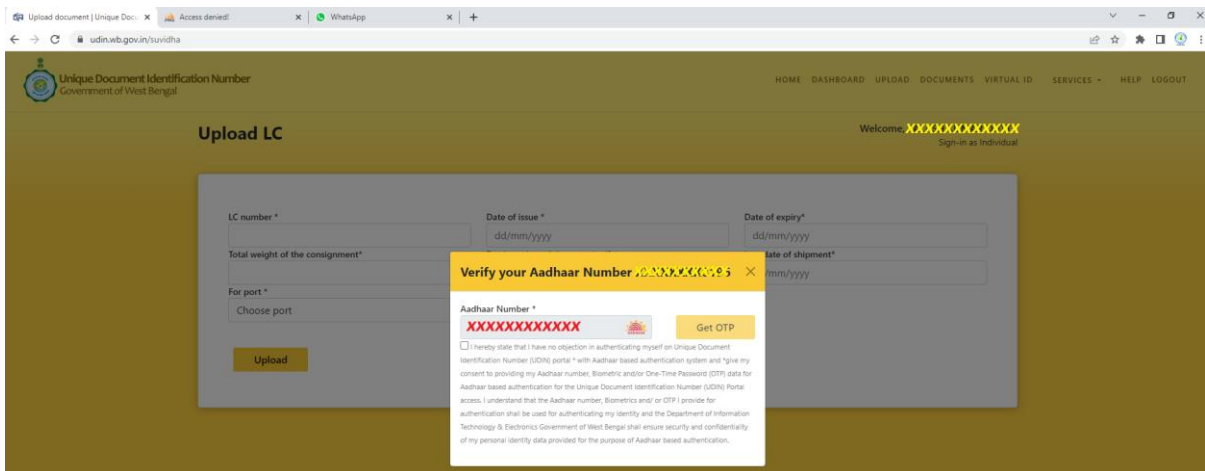 Upload document | Unique Docu
Access denied!
WhatsApp
udin.wb.gov.in/suvidha
Unique Document Identification Number
Government of West Bengal
HOME DASHBOARD UPLOAD DOCUMENTS VIRTUAL ID SERVICES HELP LOGOUT
Upload LC
Welcome, XXXXXXXXXXXXX
Sign-in as Individual
LC number *
Date of issue *
Date of expiry*
dd/mm/yyyy
dd/mm/yyyy
Total weight of the consignment*
date of shipment*
/mm/yyyy
For port *
Choose port
Upload
Verify your Aadhaar Number
Aadhaar Number *
XXXXXXXXXXXX
Get OTP
I hereby state that I have no objection in authenticating myself on Unique Document
Identification Number (UDIN) portal * with Aadhaar based authentication system and *give my
consent to providing my Aadhaar number, Biometric and/or One-Time Password (OTP) data for
Aadhaar based authentication for the Unique Document Identification Number (UDIN) Portal
access. I understand that the Aadhaar number, Biometrics and/ or OTP I provide for
authentication shall be used for authenticating my identity and the Department of Information
Technology & Electronics Government of West Bengal shall ensure security and confidentiality
of my personal identity data provided for the purpose of Aadhaar based authentication.